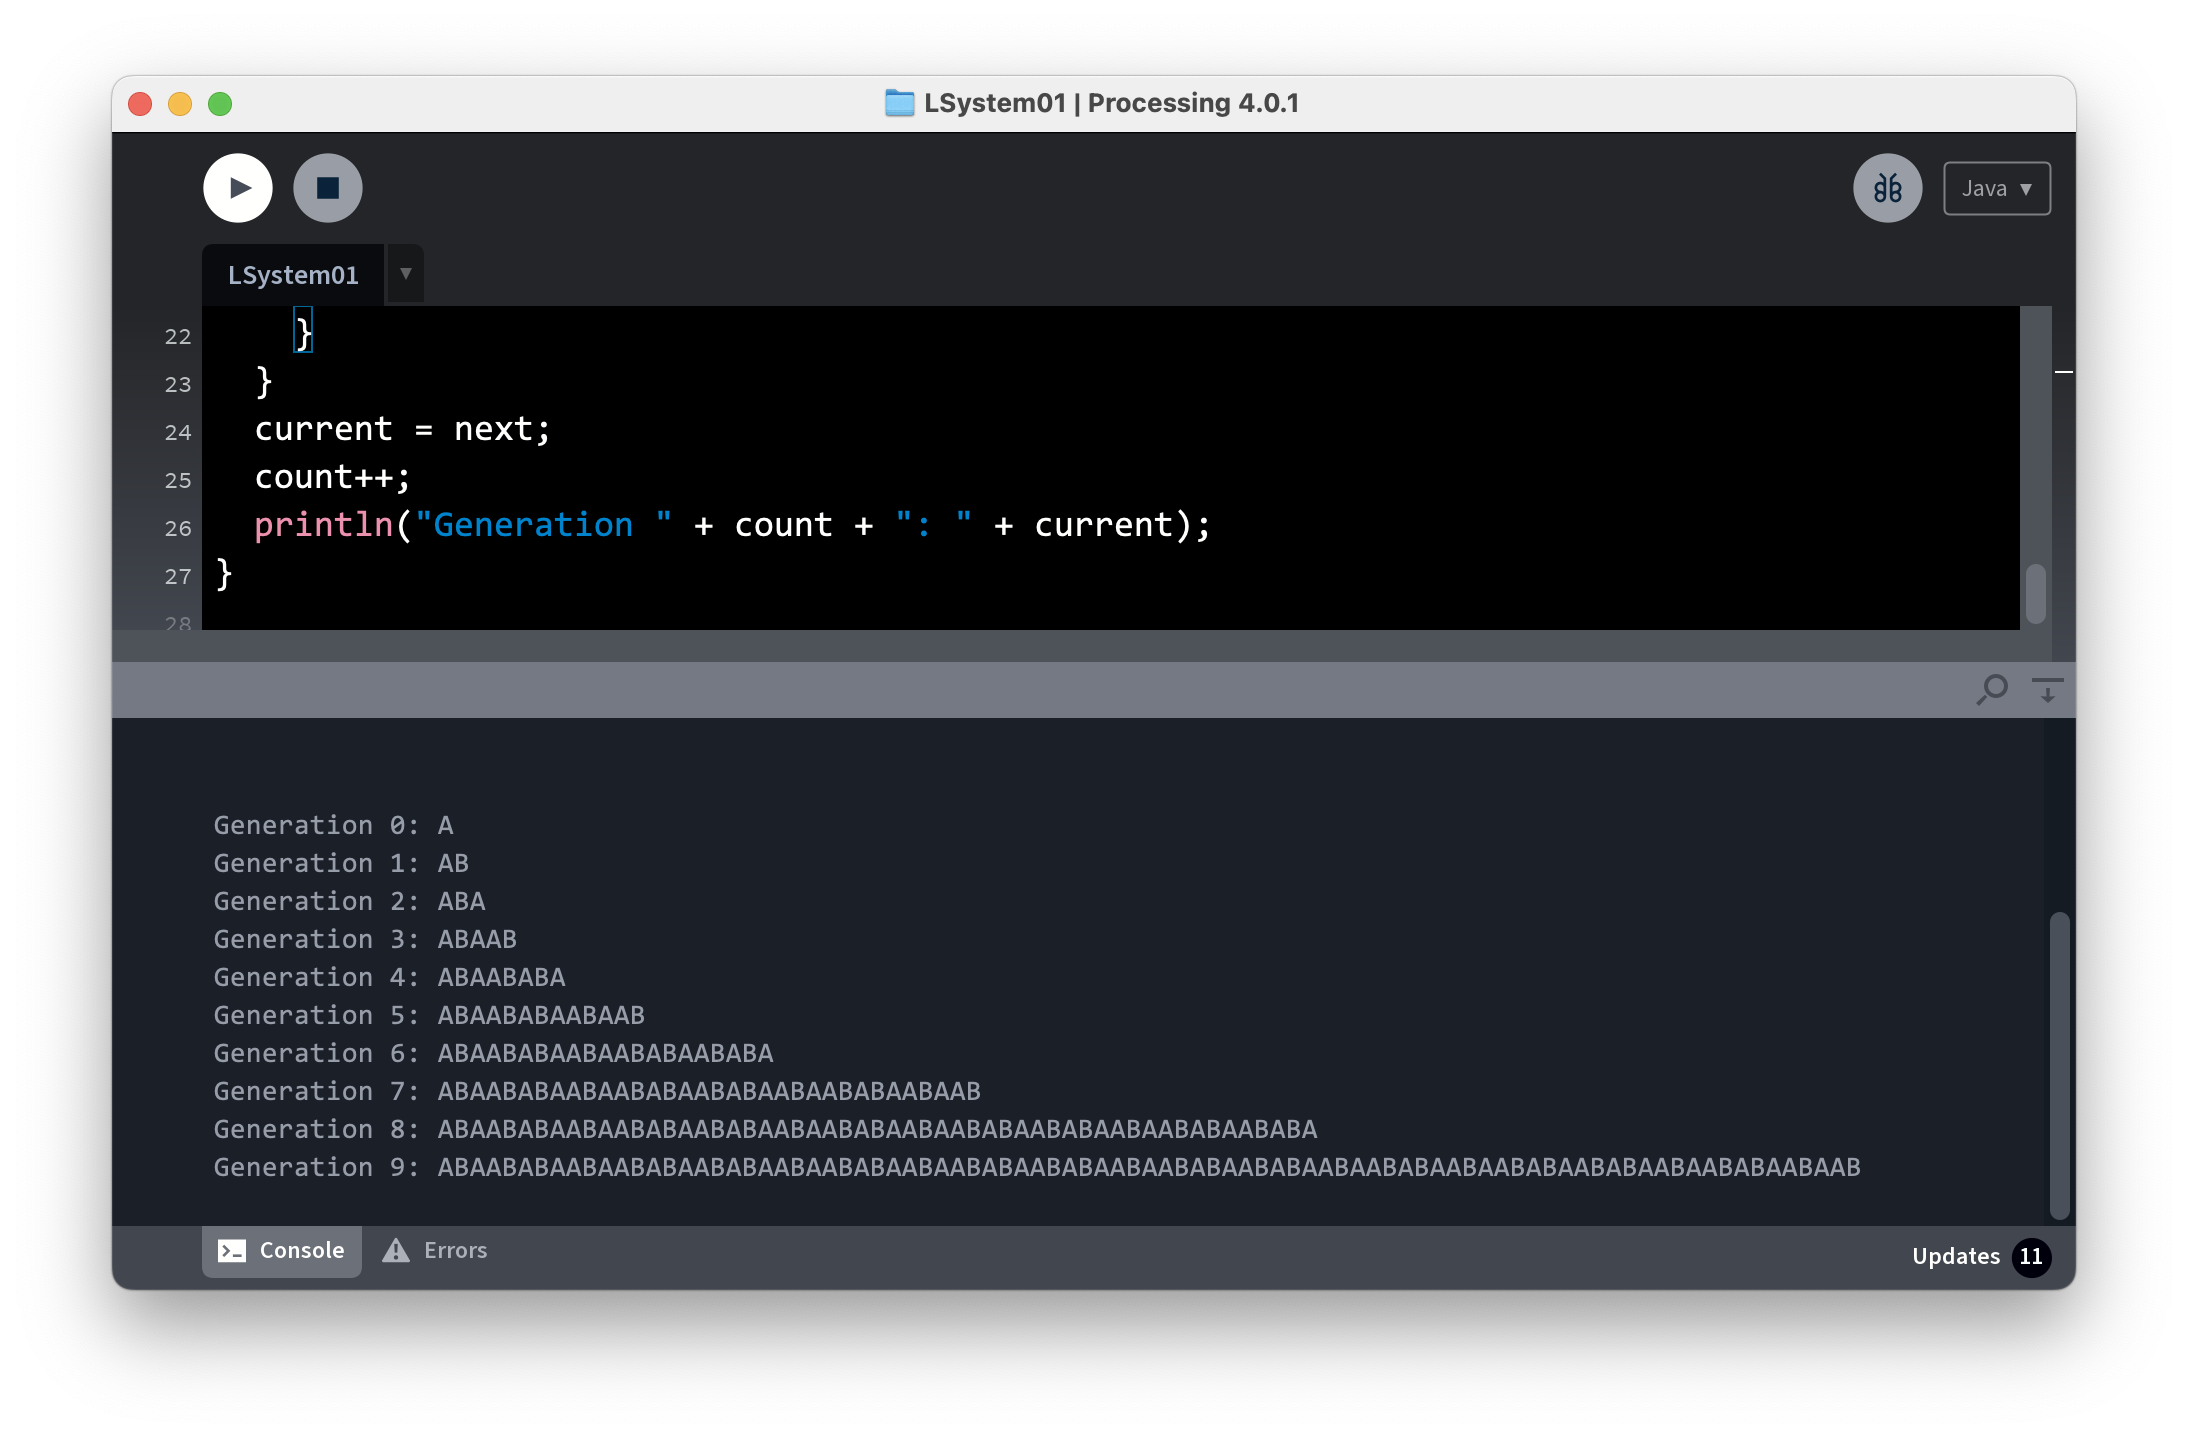 LSystem01 | Processing 4.0.1
Java ▼
LSystem01 ▼
22 }
23 }
24 current = next;
25 count++;
26 println("Generation " + count + ": " + current);
27 }
28
Generation 0: A
Generation 1: AB
Generation 2: ABA
Generation 3: ABAAB
Generation 4: ABAABABA
Generation 5: ABAABABAABAAB
Generation 6: ABAABABAABAABABAABABA
Generation 7: ABAABABAABAABABAABABAABAABABAABAAB
Generation 8: ABAABABAABAABABAABABAABAABABAABAABABAABABAABAABABAABABA
Generation 9: ABAABABAABAABABAABABAABAABABAABAABABAABABAABAABABAABABAABAABABAABAABABAABABAABAABABAABAAB
Console
Errors
Updates 11